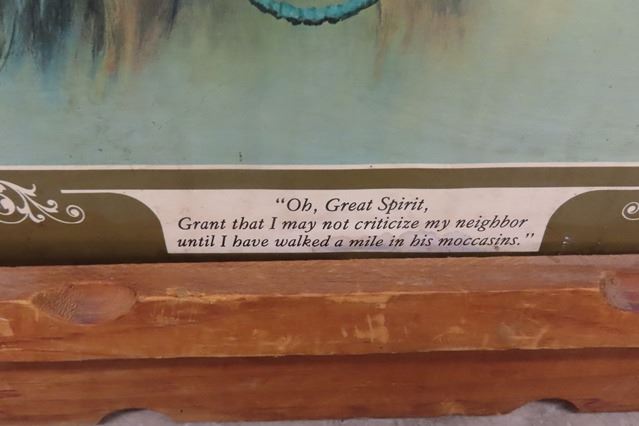 "Oh, Great Spirit,
Grant that I may not criticize my neighbor
until I have walked a mile in his moccasins."